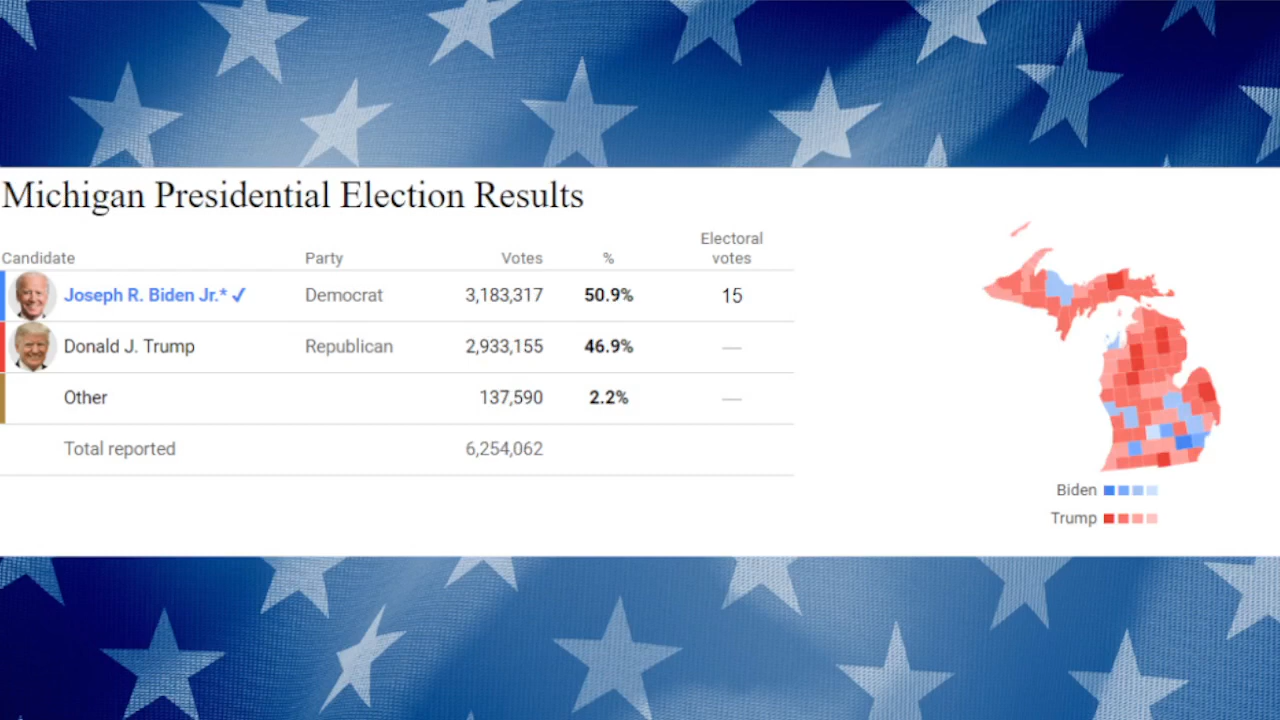 Michigan Presidential Election Results
Electoral
Candidate Party Votes % votes
Joseph R. Biden Jr.* ✓ Democrat 3,183,317 50.9% 15
Donald J. Trump Republican 2,933,155 46.9% —
Other 137,590 2.2% —
Total reported 6,254,062
Biden
Trump